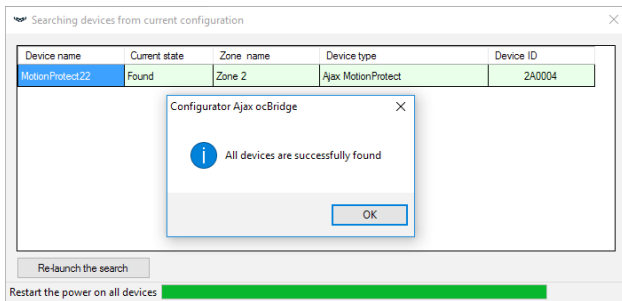 Searching devices from current configuration
Device name Current state Zone name Device type Device ID
MotionProtect22 Found Zone 2 Ajax MotionProtect 2A0004
Configurator Ajax ocBridge
All devices are successfully found
OK
Re-launch the search
Restart the power on all devices